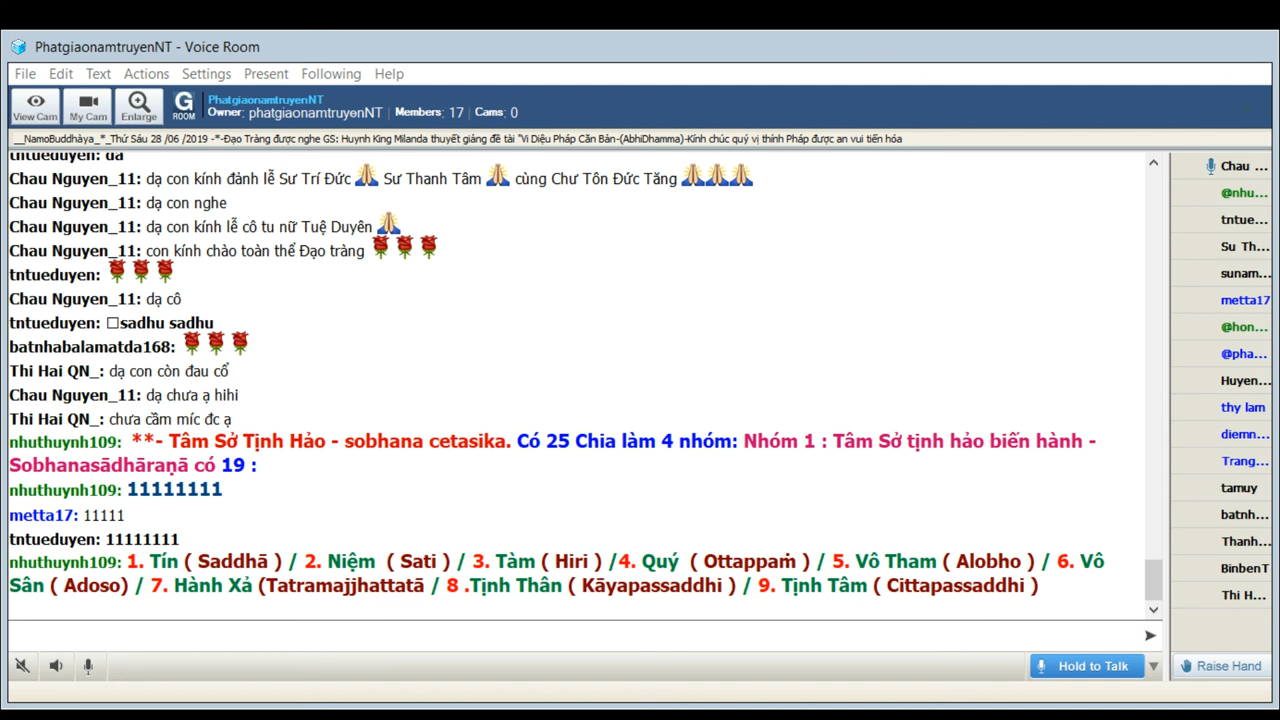 PhatgiaonamtruyenNT - Voice Room
File Edit Text Actions Settings Present Following Help
View Cam My Cam Enlarge G ROOM PhatgiaonamtruyenNT
Owner: phatgiaonamtruyenNT Members: 17 Cams: 0
__NamoBuddhàya_*_Thứ Sáu 28 /06 /2019 -*-Đạo Tràng được nghe GS: Huynh King Milanda thuyết giảng đề tài "Vi Diệu Pháp Căn Bản-(AbhiDhamma)-Kính chúc quý vị thính Pháp được an vui tiến hóa
tntueduyen: da
Chau Nguyen_11: dạ con kính đảnh lễ Sư Trí Đức 🙏 Sư Thanh Tâm 🙏 cùng Chư Tôn Đức Tăng 🙏🙏🙏
Chau Nguyen_11: dạ con nghe
Chau Nguyen_11: dạ con kính lễ cô tu nữ Tuệ Duyên 🙏
Chau Nguyen_11: con kính chào toàn thể Đạo tràng 🌹🌹🌹
tntueduyen: 🌹🌹🌹
Chau Nguyen_11: dạ cô
tntueduyen: □sadhu sadhu
batnhabalamatda168: 🌹🌹🌹
Thi Hai QN_: dạ con còn đau cổ
Chau Nguyen_11: dạ chưa ạ hihi
Thi Hai QN_: chưa cầm míc đc ạ
nhuthuynh109: **- Tâm Sở Tịnh Hảo - sobhana cetasika. Có 25 Chia làm 4 nhóm: Nhóm 1 : Tâm Sở tịnh hảo biến hành -
Sobhanasādhāraṇā có 19 :
nhuthuynh109: 11111111
metta17: 11111
tntueduyen: 11111111
nhuthuynh109: 1. Tín ( Saddhā ) / 2. Niệm ( Sati ) / 3. Tàm ( Hiri ) /4. Quý ( Ottappaṁ ) / 5. Vô Tham ( Alobho ) / 6. Vô
Sân ( Adoso) / 7. Hành Xả (Tatramajjhattatā / 8 .Tịnh Thân ( Kāyapassaddhi ) / 9. Tịnh Tâm ( Cittapassaddhi )
Chau ...
@nhu...
tntue...
Su Th...
sunam...
metta17
@hon...
@pha...
Huyen...
thy lam
diemn...
Trang...
tamuy
batnh...
Thanh...
BinbenT
Thi H...
Hold to Talk
Raise Hand